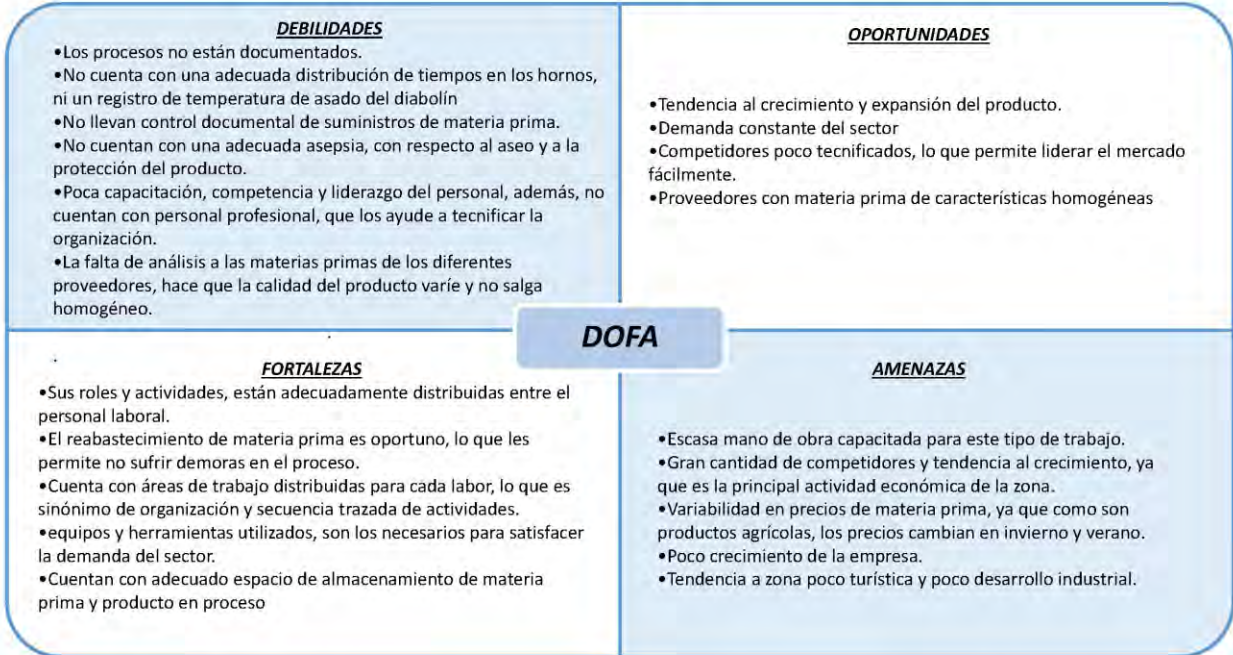 DEBILIDADES
•Los procesos no están documentados.
•No cuenta con una adecuada distribución de tiempos en los hornos,
ni un registro de temperatura de asado del diabolín
•No llevan control documental de suministros de materia prima.
•No cuentan con una adecuada asepsia, con respecto al aseo y a la
protección del producto.
•Poca capacitación, competencia y liderazgo del personal, además, no
cuentan con personal profesional, que los ayude a tecnificar la
organización.
•La falta de análisis a las materias primas de los diferentes
proveedores, hace que la calidad del producto varíe y no salga
homogéneo.
.
OPORTUNIDADES
•Tendencia al crecimiento y expansión del producto.
•Demanda constante del sector
•Competidores poco tecnificados, lo que permite liderar el mercado
fácilmente.
•Proveedores con materia prima de características homogéneas
DOFA
.
FORTALEZAS
•Sus roles y actividades, están adecuadamente distribuidas entre el
personal laboral.
•El reabastecimiento de materia prima es oportuno, lo que les
permite no sufrir demoras en el proceso.
•Cuenta con áreas de trabajo distribuidas para cada labor, lo que es
sinónimo de organización y secuencia trazada de actividades.
•equipos y herramientas utilizados, son los necesarios para satisfacer
la demanda del sector.
•Cuentan con adecuado espacio de almacenamiento de materia
prima y producto en proceso
AMENAZAS
•Escasa mano de obra capacitada para este tipo de trabajo.
•Gran cantidad de competidores y tendencia al crecimiento, ya
que es la principal actividad económica de la zona.
•Variabilidad en precios de materia prima, ya que como son
productos agrícolas, los precios cambian en invierno y verano.
•Poco crecimiento de la empresa.
•Tendencia a zona poco turística y poco desarrollo industrial.